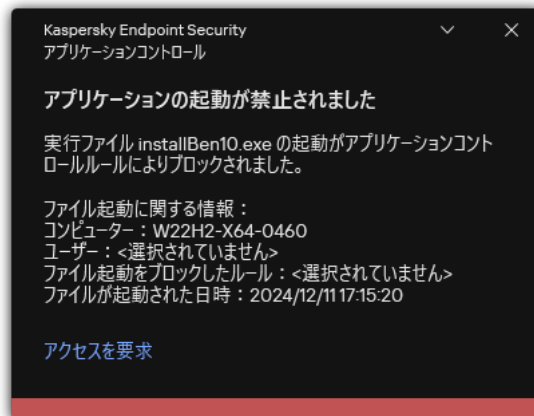 Kaspersky Endpoint Security
アプリケーションコントロール
アプリケーションの起動が禁止されました
実行ファイル installBen10.exe の起動がアプリケーションコント
ロールルールによりブロックされました。
ファイル起動に関する情報：
コンピューター：W22H2-X64-0460
ユーザー：<選択されていません>
ファイル起動をブロックしたルール：<選択されていません>
ファイルが起動された日時：2024/12/11 17:15:20
アクセスを要求